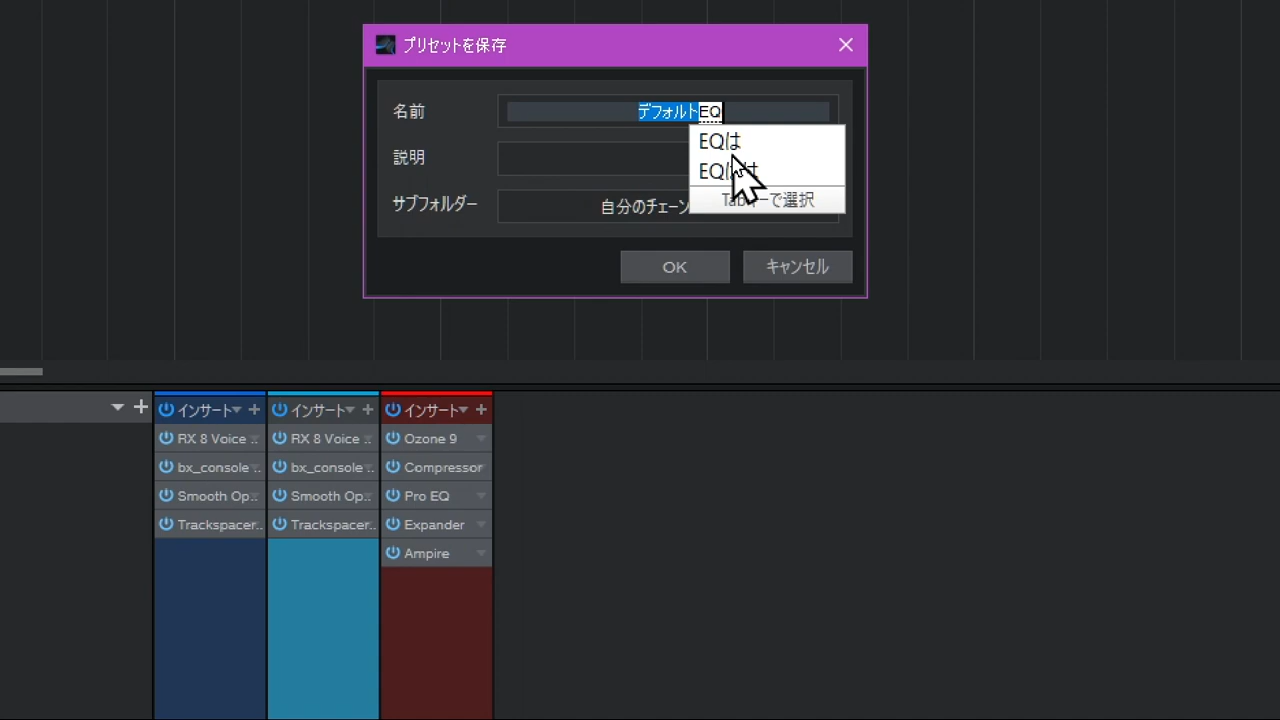 プリセットを保存
名前
デフォルトEQ
EQは
説明
サブフォルダー
自分のチェーン
OK
キャンセル
インサート
インサート
インサート
RX 8 Voice ..
RX 8 Voice ..
Ozone 9
bx_console ..
bx_console ..
Compressor
Smooth Op..
Smooth Op..
Pro EQ
Trackspacer..
Trackspacer..
Expander
Ampire